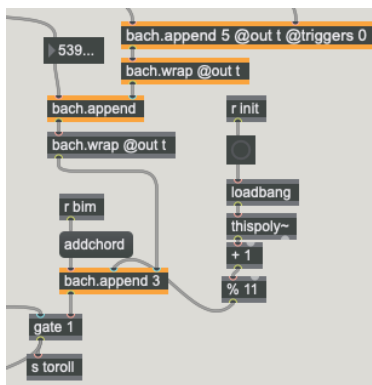 bach.append 5 @out t @triggers 0
539...
bach.wrap @out t
bach.append
r init
bach.wrap @out t
loadbang
r bim
thispoly~
addchord
+ 1
bach.append 3
% 11
gate 1
s toroll